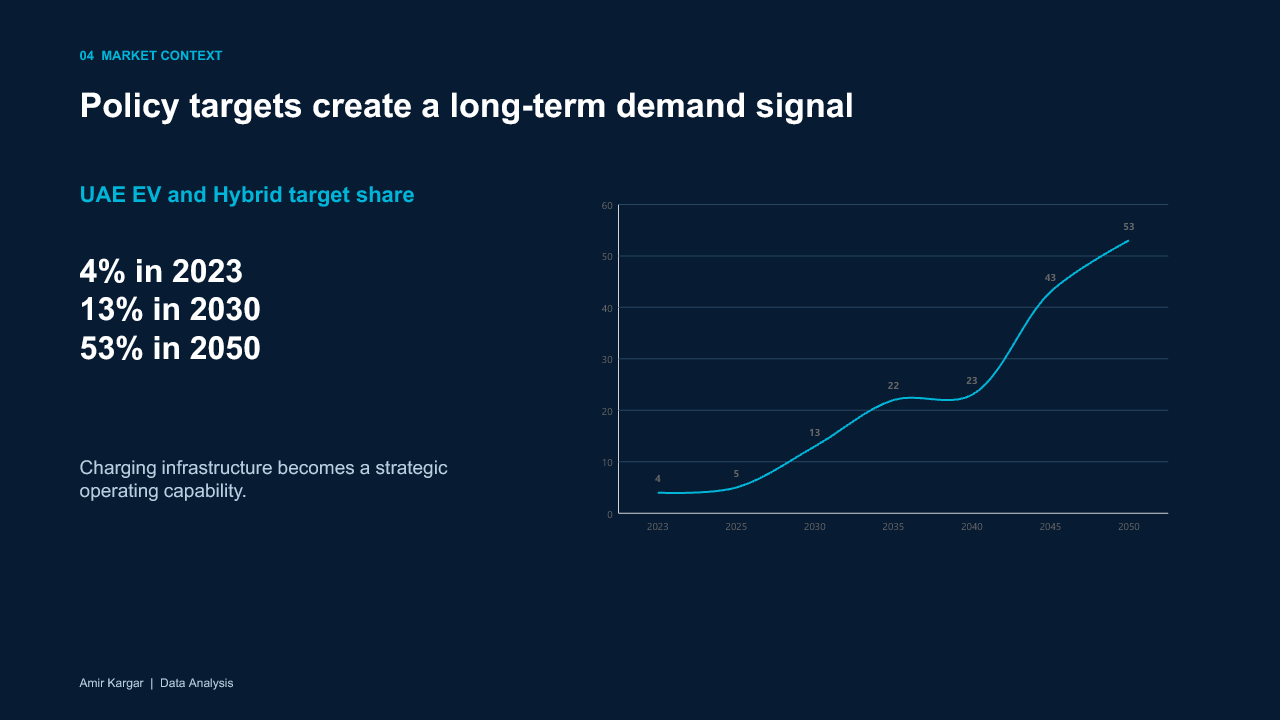 04 MARKET CONTEXT
Policy targets create a long-term demand signal
UAE EV and Hybrid target share
4% in 2023
13% in 2030
53% in 2050
Charging infrastructure becomes a strategic
operating capability.
60
50
40
30
20
10
0
4
5
13
22
23
43
53
2023 2025 2030 2035 2040 2045 2050
Amir Kargar | Data Analysis